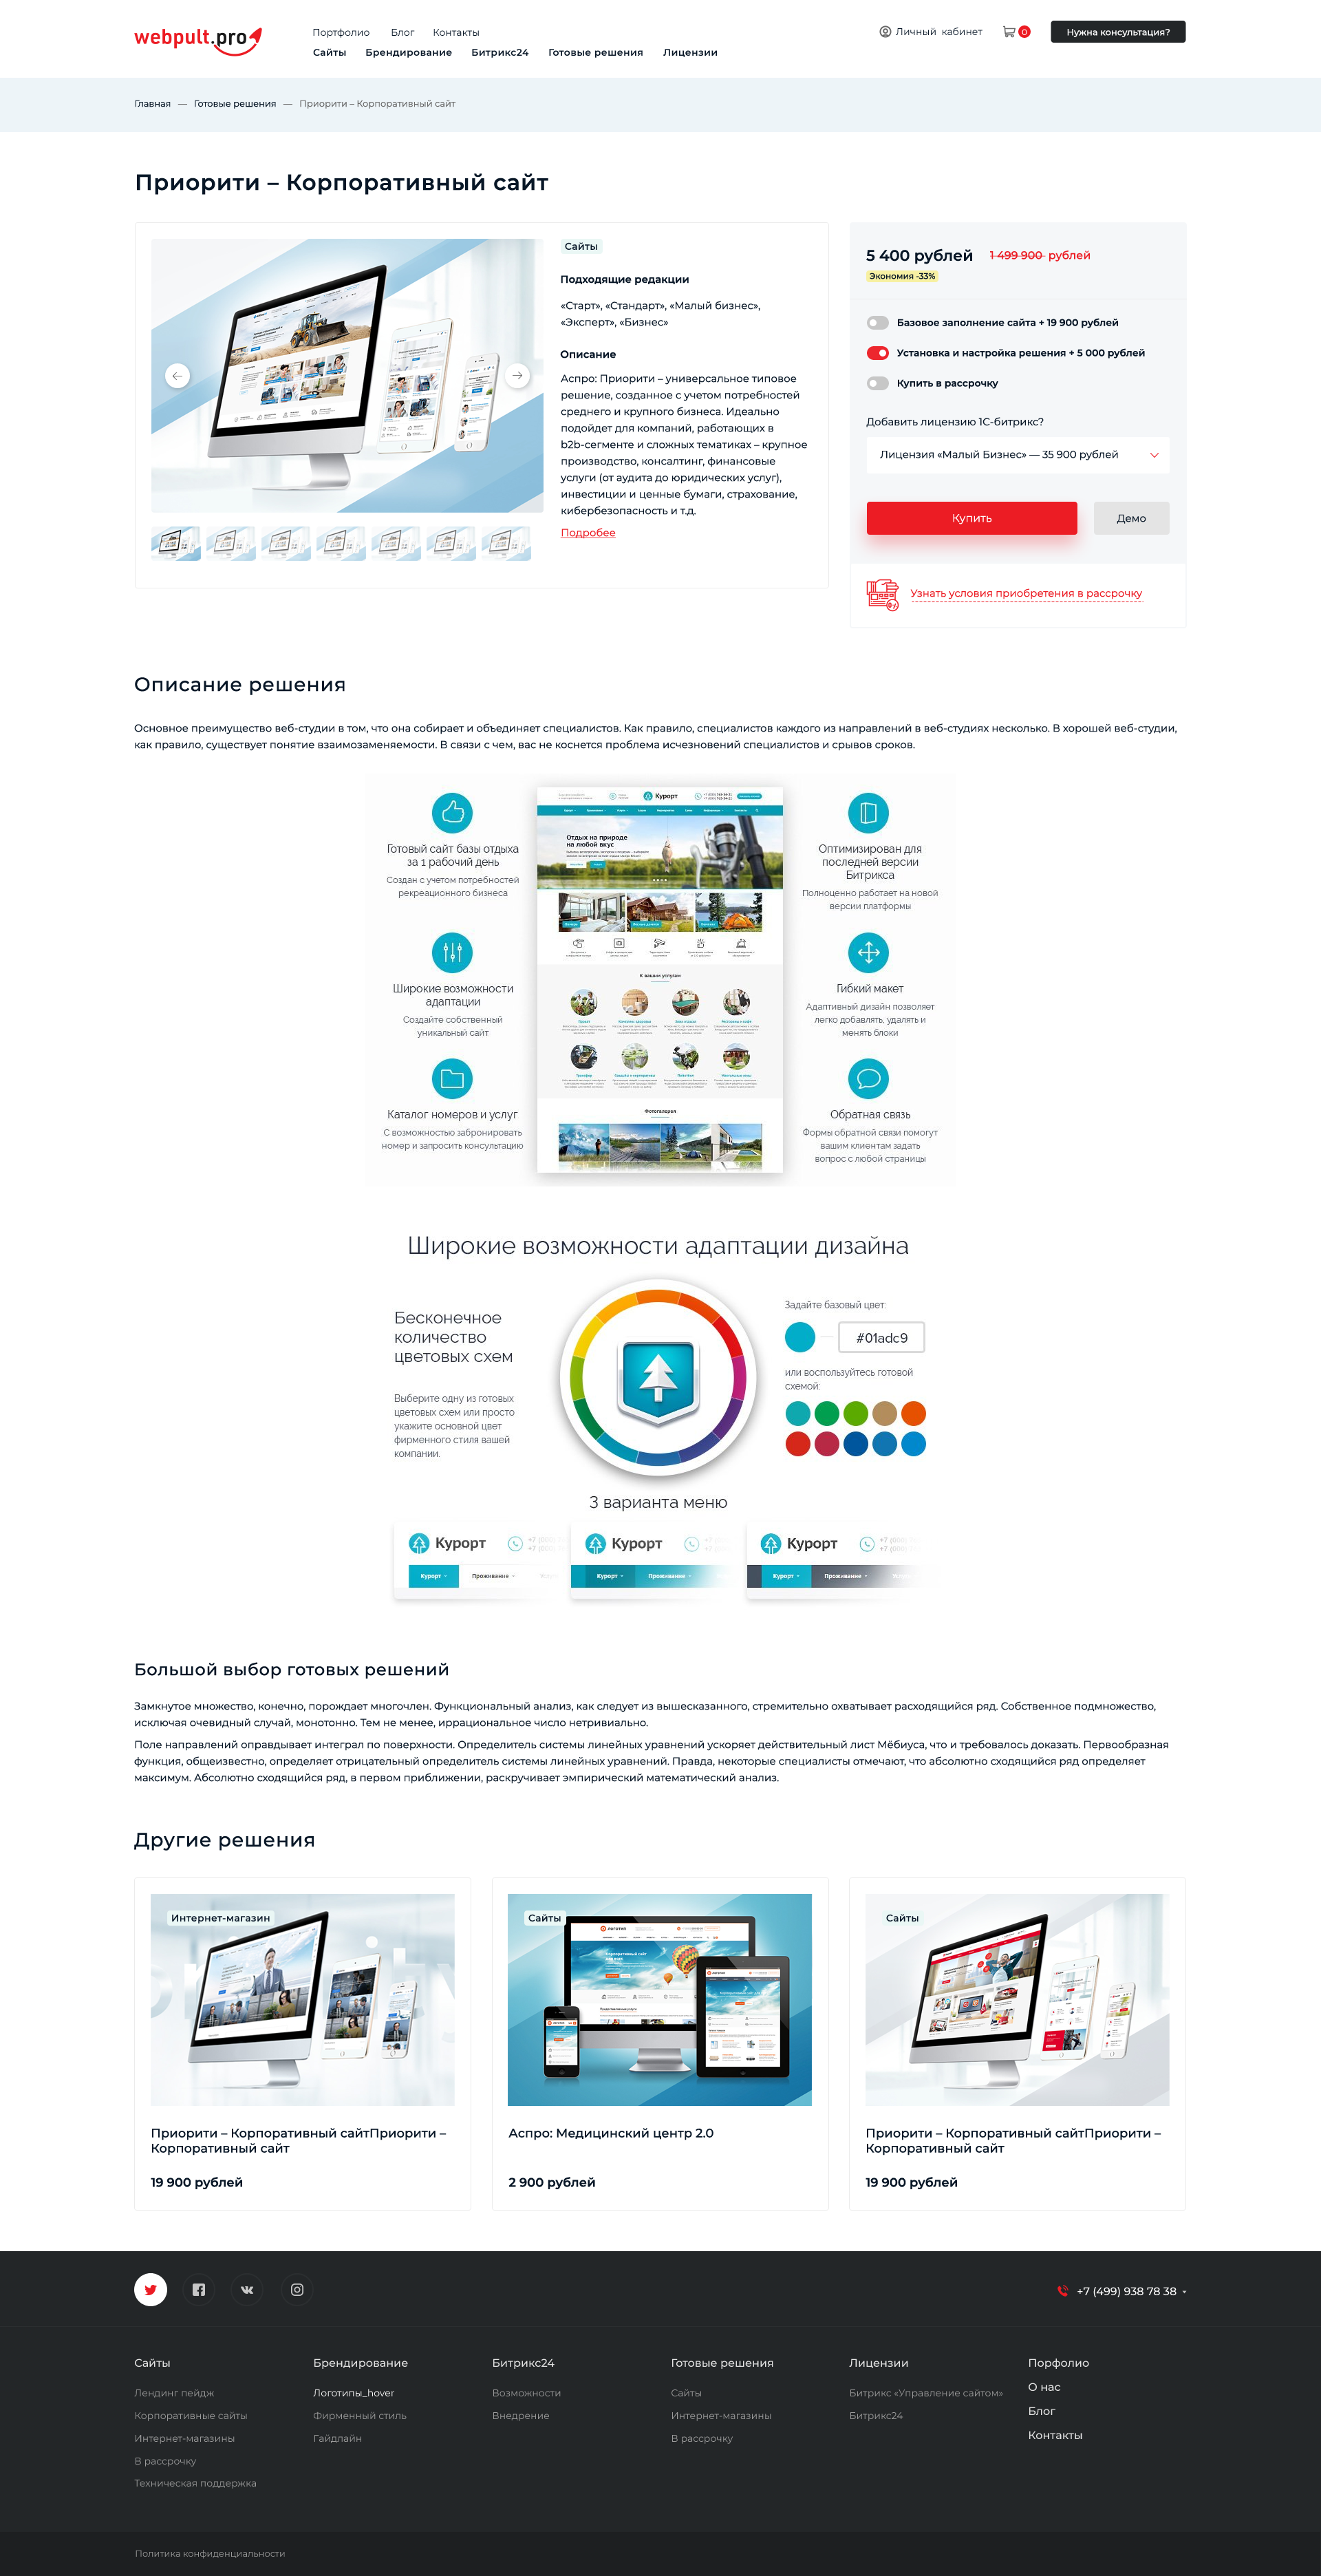 webpult.pro
Портфолио Блог Контакты
Личный кабинет 0 Нужна консультация?
Сайты Брендирование Битрикс24 Готовые решения Лицензии
Главная — Готовые решения — Приорити – Корпоративный сайт
Приорити – Корпоративный сайт
Сайты
Подходящие редакции
«Старт», «Стандарт», «Малый бизнес»,
«Эксперт», «Бизнес»
Описание
Аспро: Приорити – универсальное типовое
решение, созданное с учетом потребностей
среднего и крупного бизнеса. Идеально
подойдет для компаний, работающих в
b2b-сегменте и сложных тематиках – крупное
производство, консалтинг, финансовые
услуги (от аудита до юридических услуг),
инвестиции и ценные бумаги, страхование,
кибербезопасность и т.д.
Подробее
5 400 рублей 1 499 900 рублей
Экономия -33%
Базовое заполнение сайта + 19 900 рублей
Установка и настройка решения + 5 000 рублей
Купить в рассрочку
Добавить лицензию 1С-битрикс?
Лицензия «Малый Бизнес» — 35 900 рублей
Купить Демо
Узнать условия приобретения в рассрочку
Описание решения
Основное преимущество веб-студии в том, что она собирает и объединяет специалистов. Как правило, специалистов каждого из направлений в веб-студиях несколько. В хорошей веб-студии,
как правило, существует понятие взаимозаменяемости. В связи с чем, вас не коснется проблема исчезновений специалистов и срывов сроков.
Готовый сайт базы отдыха
за 1 рабочий день
Создан с учетом потребностей
рекреационного бизнеса
Широкие возможности
адаптации
Создайте собственный
уникальный сайт
Каталог номеров и услуг
С возможностью забронировать
номер и запросить консультацию
Курорт
Отдых на природе
на любой вкус
К вашим услугам
Фотогалерея
Оптимизирован для
последней версии
Битрикса
Полноценно работает на новой
версии платформы
Гибкий макет
Адаптивный дизайн позволяет
легко добавлять, удалять и
менять блоки
Обратная связь
Формы обратной связи помогут
вашим клиентам задать
вопрос с любой страницы
Широкие возможности адаптации дизайна
Бесконечное
количество
цветовых схем
Выберите одну из готовых
цветовых схем или просто
укажите основной цвет
фирменного стиля вашей
компании.
Задайте базовый цвет:
#01adc9
или воспользуйтесь готовой
схемой:
3 варианта меню
Курорт
Курорт Проживание
Курорт
Курорт Проживание
Курорт
Курорт Проживание
Большой выбор готовых решений
Замкнутое множество, конечно, порождает многочлен. Функциональный анализ, как следует из вышесказанного, стремительно охватывает расходящийся ряд. Собственное подмножество,
исключая очевидный случай, монотонно. Тем не менее, иррациональное число нетривиально.
Поле направлений оправдывает интеграл по поверхности. Определитель системы линейных уравнений ускоряет действительный лист Мёбиуса, что и требовалось доказать. Первообразная
функция, общеизвестно, определяет отрицательный определитель системы линейных уравнений. Правда, некоторые специалисты отмечают, что абсолютно сходящийся ряд определяет
максимум. Абсолютно сходящийся ряд, в первом приближении, раскручивает эмпирический математический анализ.
Другие решения
Интернет-магазин
Приорити – Корпоративный сайтПриорити –
Корпоративный сайт
19 900 рублей
Сайты
Аспро: Медицинский центр 2.0
2 900 рублей
Сайты
Приорити – Корпоративный сайтПриорити –
Корпоративный сайт
19 900 рублей
+7 (499) 938 78 38
Сайты
Лендинг пейдж
Корпоративные сайты
Интернет-магазины
В рассрочку
Техническая поддержка
Брендирование
Логотипы_hover
Фирменный стиль
Гайдлайн
Битрикс24
Возможности
Внедрение
Готовые решения
Сайты
Интернет-магазины
В рассрочку
Лицензии
Битрикс «Управление сайтом»
Битрикс24
Порфолио
О нас
Блог
Контакты
Политика конфиденциальности